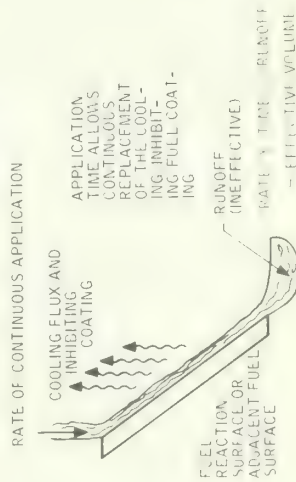 RATE OF CONTINUOUS APPLICATION
COOLING FLUX AND
INHIBITING
COATING
APPLICATION
TIME ALLOWS
CONTINUOUS
REPLACEMENT
OF THE COOL-
ING INHIBIT-
ING FULL COAT-
ING
FUEL
REACTION
SURFACE OR
ADJACENT FUEL
SURFACE
RUNOFF
(INEFFECTIVE)
RATE X TIME - RUNOFF
= EFFECTIVE VOLUME